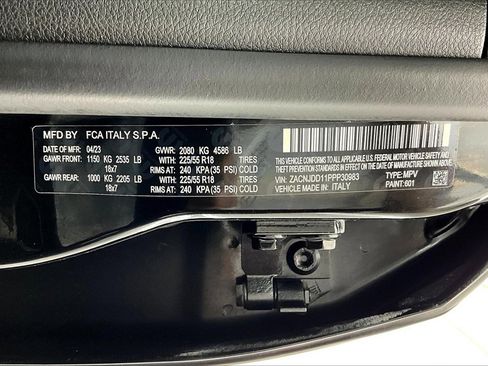 MFD BY FCA ITALY S.P.A.
DATE OF MFR: 04/23 GVWR: 2080 KG 4586 LB
GAWR FRONT: 1150 KG 2535 LB WITH 225/55 R18 TIRES
18x7 RIMS AT: 240 KPA(35 PSI)COLD
GAWR REAR: 1000 KG 2205 LB WITH 225/55 R18 TIRES
18x7 RIMS AT: 240 KPA(35 PSI)COLD
THIS VEHICLE CONFORMS TO ALL APPLICABLE U.S. FEDERAL MOTOR VEHICLE SAFETY AND
THEFT PREVENTION STANDARDS IN EFFECT ON THE DATE OF MANUFACTURE SHOWN ABOVE.
VIN: ZACNJDD11PPP30983 TYPE: MPV
MADE IN: ITALY PAINT: 601